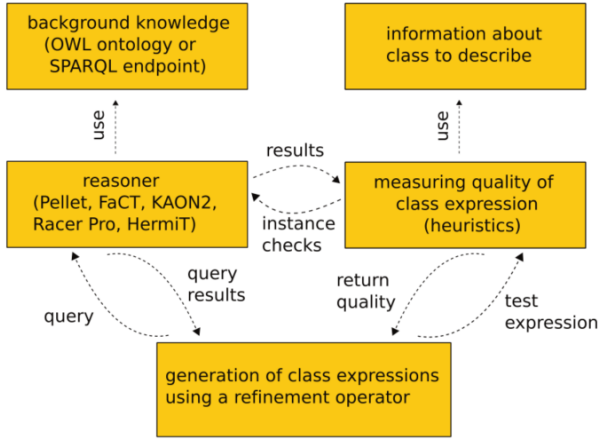 background knowledge
(OWL ontology or
SPARQL endpoint)
information about
class to describe
use
use
results
reasoner
(Pellet, FaCT, KAON2,
Racer Pro, HermiT)
measuring quality of
class expression
(heuristics)
instance
checks
query
results
return
quality
query
test
expression
generation of class expressions
using a refinement operator